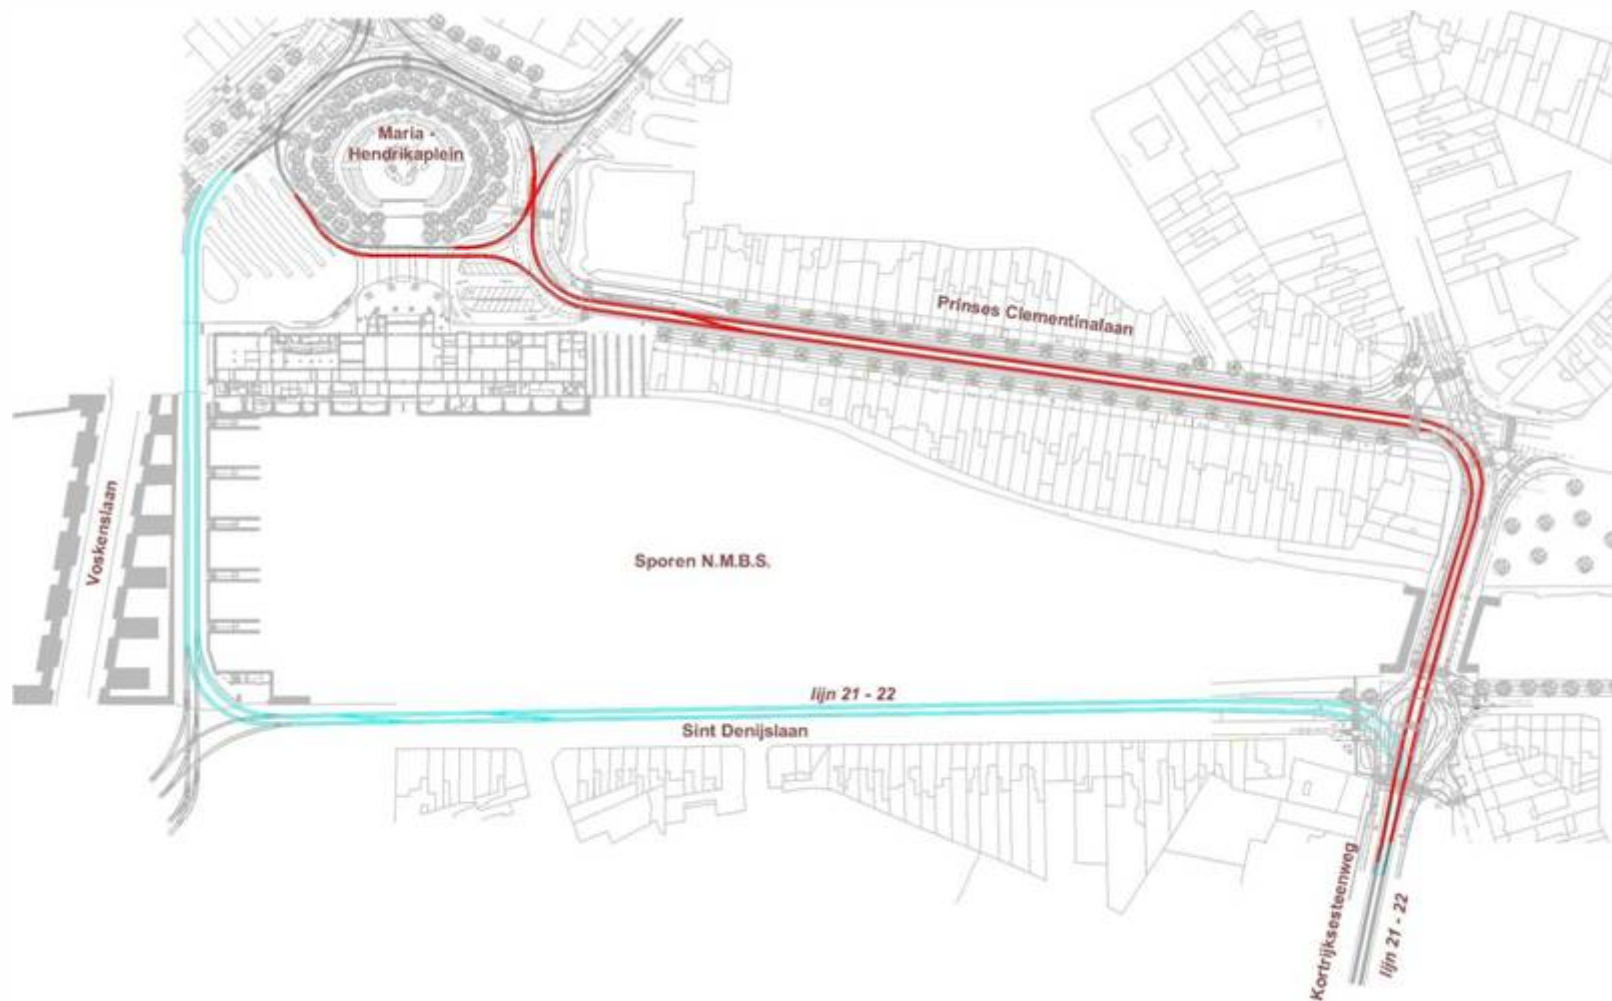 Maria -
Hendrikaplein
Prinses Clementinalaan
Voskenslaan
Sporen N.M.B.S.
lijn 21 - 22
Sint Denijslaan
Kortrijksesteenweg
lijn 21 - 22